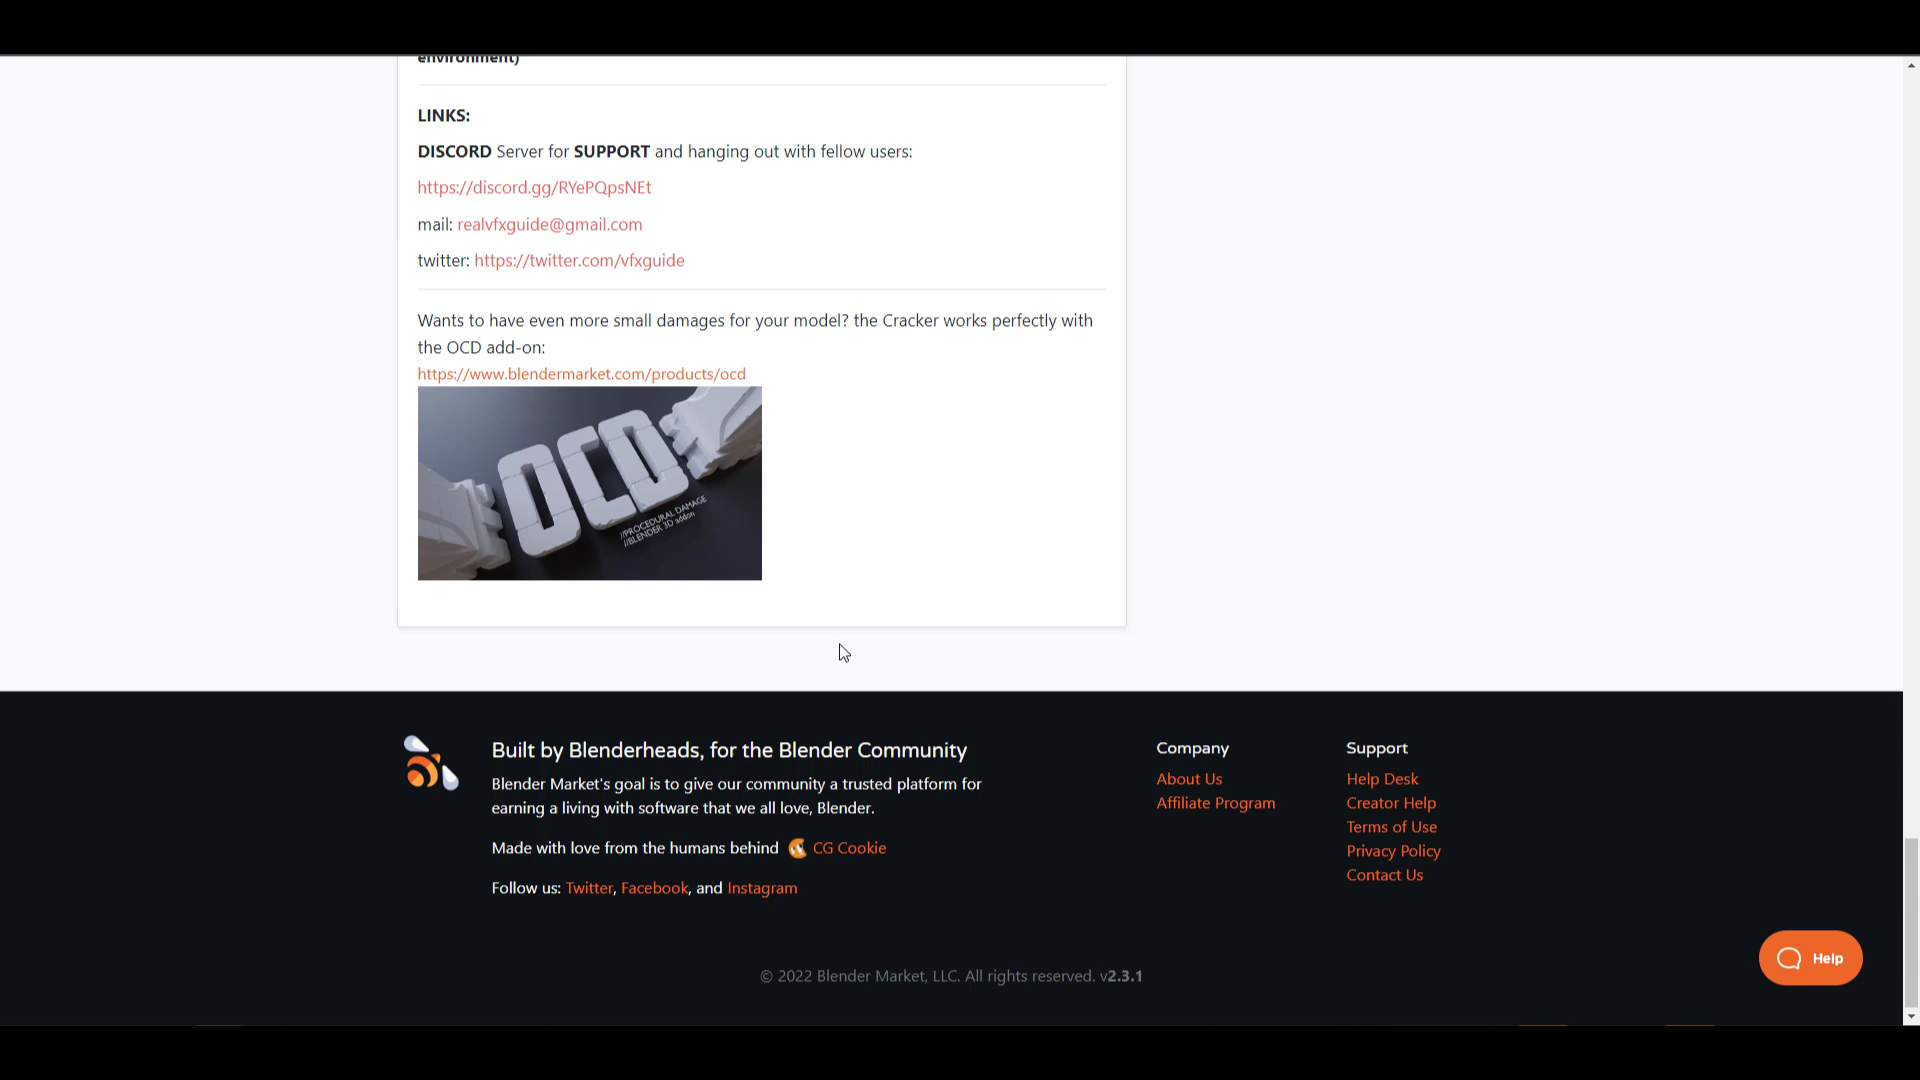 environment)
LINKS:
DISCORD Server for SUPPORT and hanging out with fellow users:
https://discord.gg/RYePQpsNEt
mail: realvfxguide@gmail.com
twitter: https://twitter.com/vfxguide
Wants to have even more small damages for your model? the Cracker works perfectly with
the OCD add-on:
https://www.blendermarket.com/products/ocd
OCD
//PROCEDURAL DAMAGE
//BLENDER 3D addon
Built by Blenderheads, for the Blender Community
Blender Market's goal is to give our community a trusted platform for
earning a living with software that we all love, Blender.
Made with love from the humans behind CG Cookie
Follow us: Twitter, Facebook, and Instagram
Company
About Us
Affiliate Program
Support
Help Desk
Creator Help
Terms of Use
Privacy Policy
Contact Us
Help
© 2022 Blender Market, LLC. All rights reserved. v2.3.1